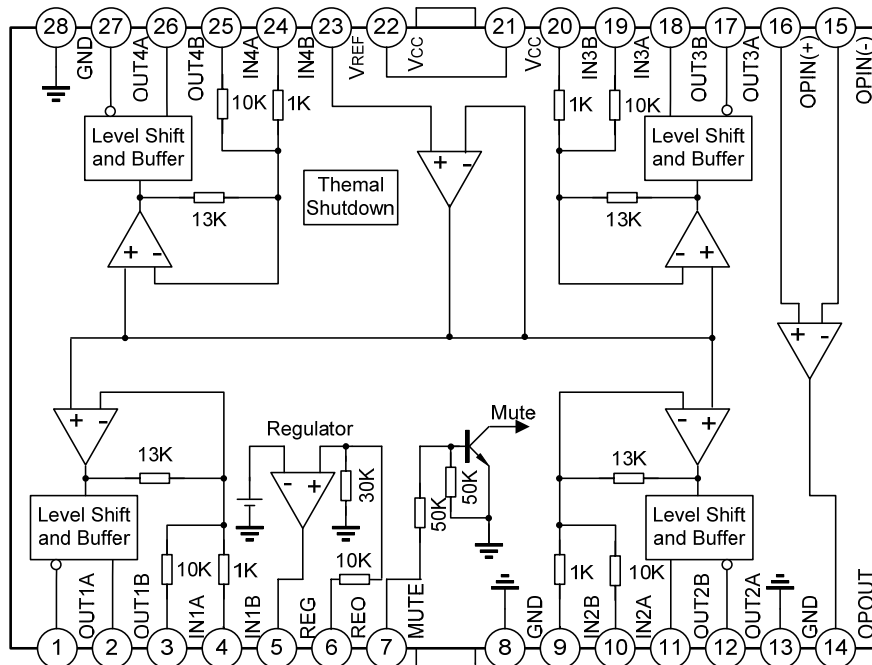 28
27
26
25
24
23
22
21
20
19
18
17
16
15
GND
OUT4A
OUT4B
IN4A
IN4B
VREF
VCC
VCC
IN3B
IN3A
OUT3B
OUT3A
OPIN(+)
OPIN(-)
10K
1K
1K
10K
Level Shift
and Buffer
Themal
Shutdown
+
-
Level Shift
and Buffer
13K
13K
+
-
-
+
+
-
+
-
-
+
Regulator
Mute
13K
13K
-
+
30K
50K
50K
Level Shift
and Buffer
Level Shift
and Buffer
10K
1K
10K
1K
10K
OUT1A
OUT1B
IN1A
IN1B
REG
REO
MUTE
GND
IN2B
IN2A
OUT2B
OUT2A
GND
OPOUT
1
2
3
4
5
6
7
8
9
10
11
12
13
14